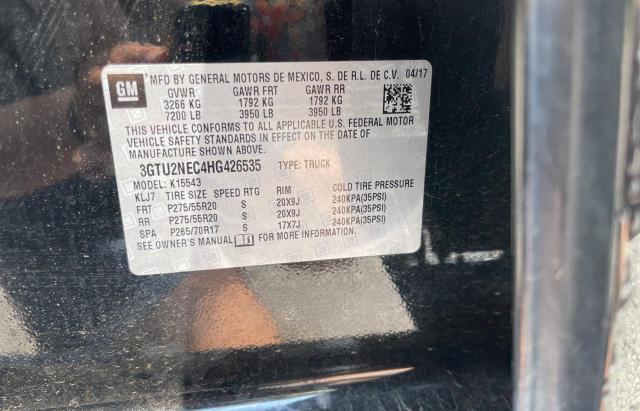 GM MFD BY GENERAL MOTORS DE MEXICO, S. DE R.L. DE C.V. 04/17
GVWR GAWR FRT GAWR RR
3266 KG 1792 KG 1792 KG
7200 LB 3950 LB 3950 LB
THIS VEHICLE CONFORMS TO ALL APPLICABLE U.S. FEDERAL MOTOR
VEHICLE SAFETY STANDARDS IN EFFECT ON THE DATE OF
MANUFACTURE SHOWN ABOVE.
3GTU2NEC4HG426535 TYPE: TRUCK
MODEL: K15543
KLJ7 TIRE SIZE SPEED RTG RIM COLD TIRE PRESSURE
FRT P275/55R20 S 20X9J 240KPA(35PSI)
RR P275/55R20 S 20X9J 240KPA(35PSI)
SPA P265/70R17 S 17X7J 240KPA(35PSI)
SEE OWNER'S MANUAL FOR MORE INFORMATION.